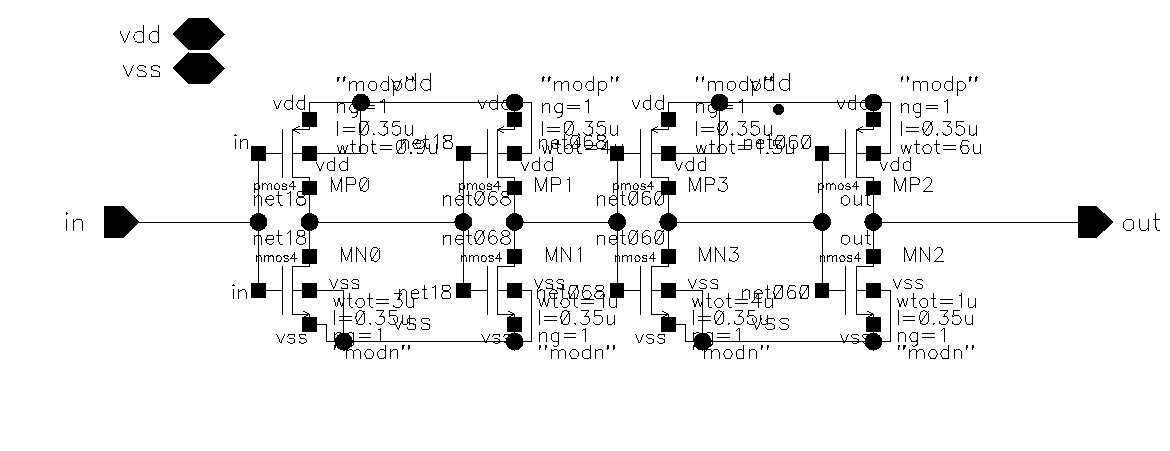 vdd
vss
"modp" vdd "modp" "modp" vdd "modp"
vdd ng=1 vdd ng=1 vdd ng=1 vdd ng=1
l=0.35u l=0.35u l=0.35u l=0.35u
in wtot=0.9u net18 wtot=4u net068 wtot=1.5u net060 wtot=6u
vdd vdd vdd vdd
pmos4 MP0 pmos4 MP1 pmos4 MP3 pmos4 MP2
net18 net068 net060 out
in out
net18 net068 net060 out
nmos4 MN0 nmos4 MN1 nmos4 MN3 nmos4 MN2
vss vss vss vss
in wtot=3u net18 wtot=1u net068 wtot=4u net060 wtot=1u
l=0.35u vss l=0.35u l=0.35u vss l=0.35u
vss ng=1 vss ng=1 vss ng=1 vss ng=1
"modn" "modn" "modn" "modn"